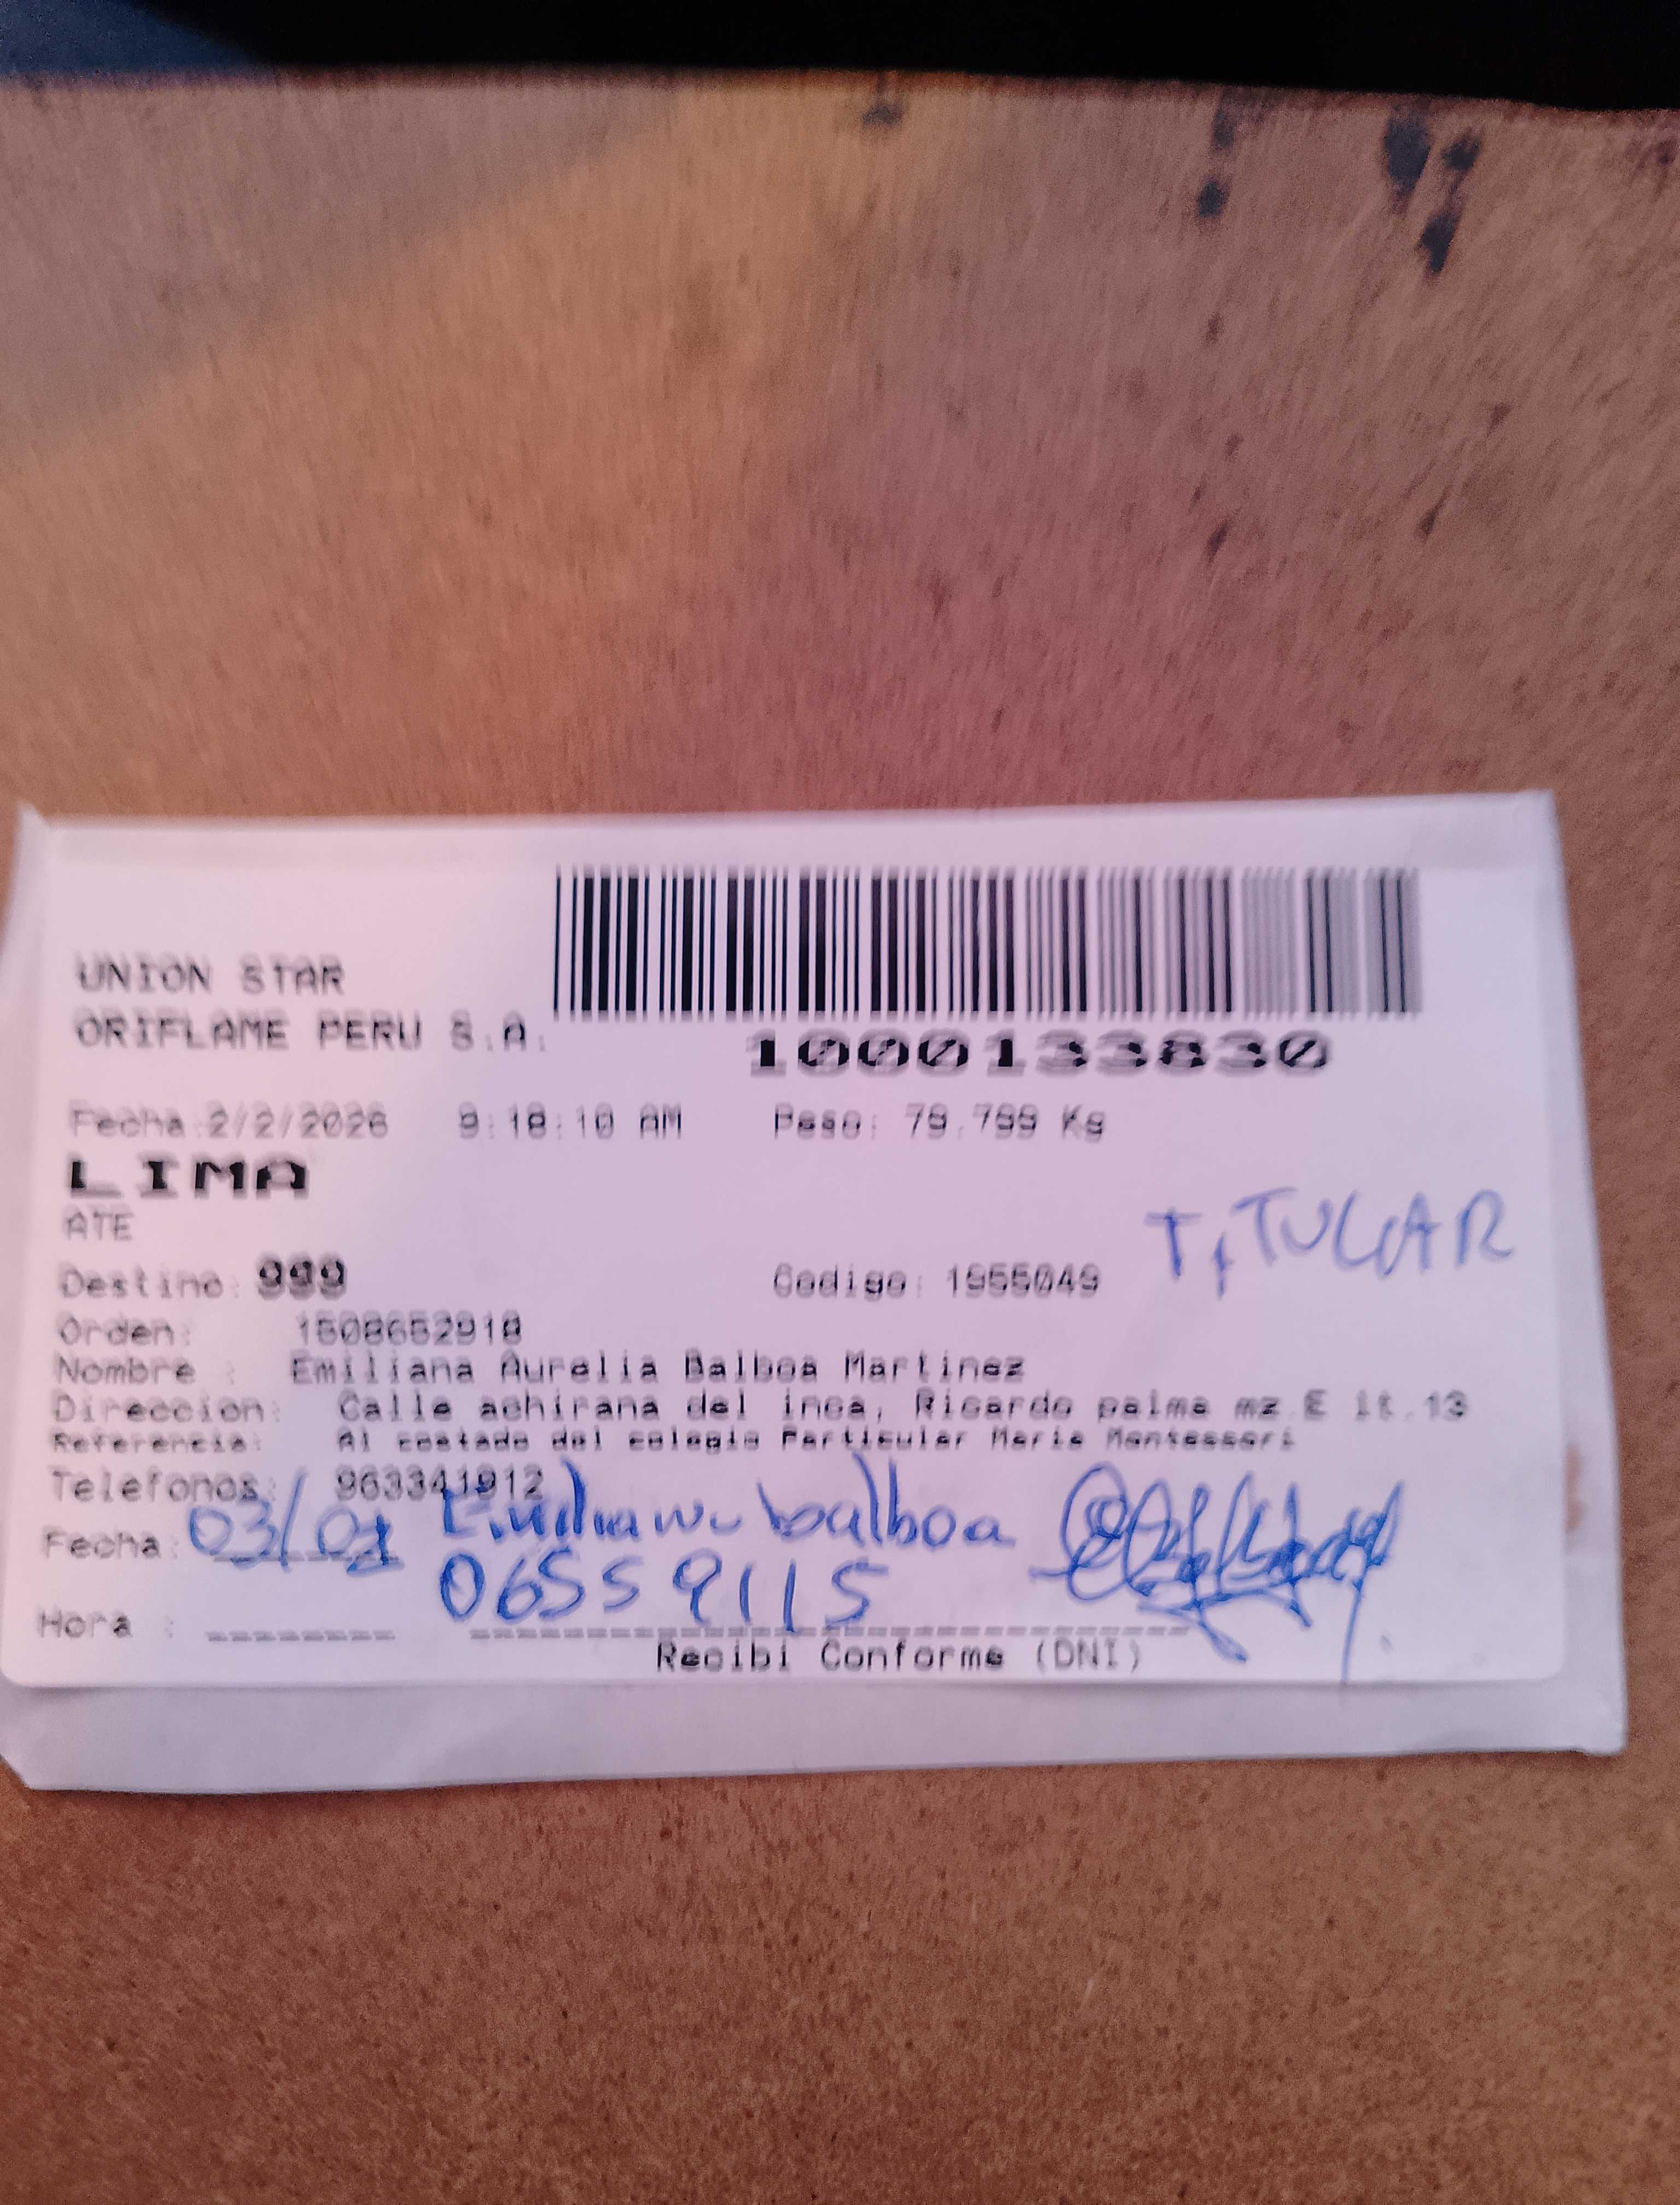 UNION STAR
ORIFLAME PERU S.A.
1000133830
Fecha:2/2/2026 9:18:10 AM Peso: 79.799 Kg
LIMA
ATE
TITULAR
Destino: 999 Codigo: 1955049
Orden: 1508652918
Nombre : Emiliana Aurelia Balboa Martinez
Direccion: Calle achirana del inca, Ricardo palma mz.E lt.13
Referencia: Al costado del colegio Particular Maria Montessori
Telefonos: 963341912
Fecha: 03/ balboa
06559115
Hora :
Recibi Conforme (DNI)